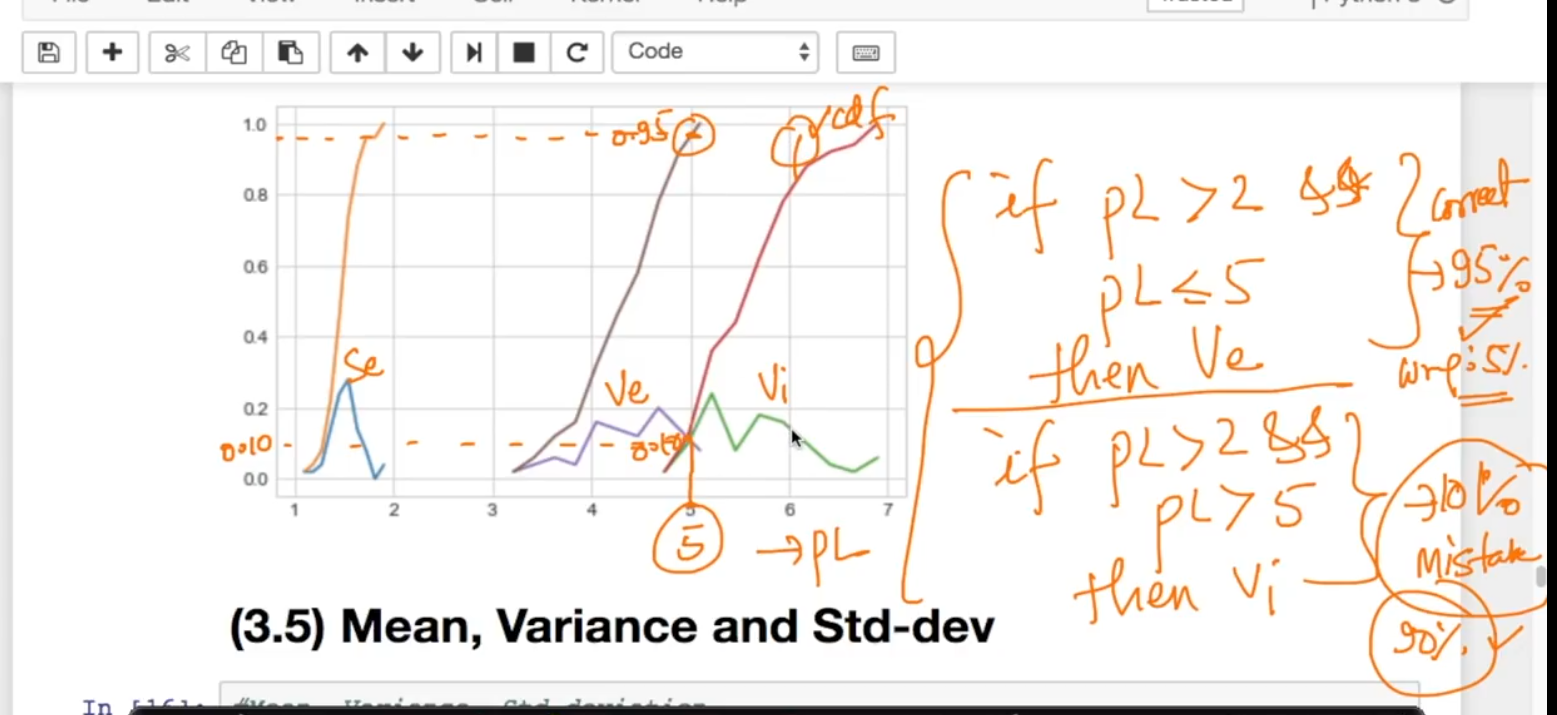 Code
1.0
0.8
0.6
0.4
0.2
0.0
1 2 3 4 5 6 7
0.95
cdf
Se
Ve
Vi
0.10
5 → PL
if PL > 2 &&
PL ≤ 5
then Ve
correct
→ 95%
wrng: 5%
if PL > 2 &&
PL > 5
then Vi
→ 10%
Mistake
90% ✓
(3.5) Mean, Variance and Std-dev
In [16]: #Mean, Variance, Std-deviation,